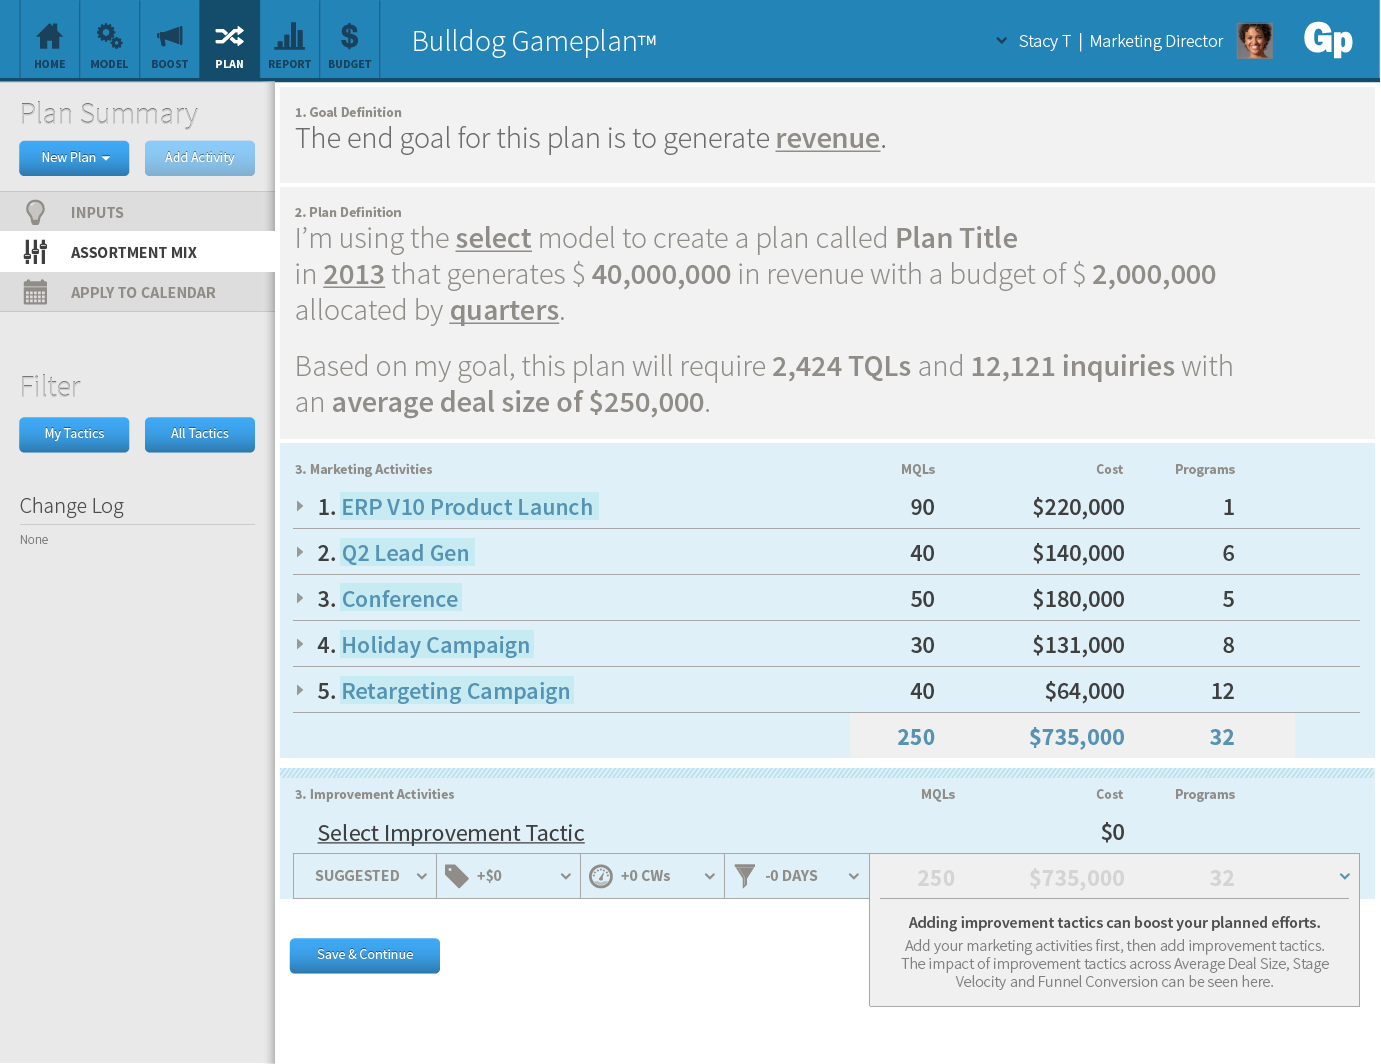 HOME
MODEL
BOOST
PLAN
REPORT
$
BUDGET
Bulldog Gameplan™
Stacy T | Marketing Director
Gp
Plan Summary
New Plan
Add Activity
INPUTS
ASSORTMENT MIX
APPLY TO CALENDAR
Filter
My Tactics
All Tactics
Change Log
None
1. Goal Definition
The end goal for this plan is to generate revenue.
2. Plan Definition
I'm using the select model to create a plan called Plan Title
in 2013 that generates $ 40,000,000 in revenue with a budget of $ 2,000,000
allocated by quarters.
Based on my goal, this plan will require 2,424 TQLs and 12,121 inquiries with
an average deal size of $250,000.
3. Marketing Activities MQLs Cost Programs
1. ERP V10 Product Launch 90 $220,000 1
2. Q2 Lead Gen 40 $140,000 6
3. Conference 50 $180,000 5
4. Holiday Campaign 30 $131,000 8
5. Retargeting Campaign 40 $64,000 12
250 $735,000 32
3. Improvement Activities MQLs Cost Programs
Select Improvement Tactic $0
SUGGESTED +$0 +0 CWs -0 DAYS 250 $735,000 32
Adding improvement tactics can boost your planned efforts.
Add your marketing activities first, then add improvement tactics.
The impact of improvement tactics across Average Deal Size, Stage
Velocity and Funnel Conversion can be seen here.
Save & Continue